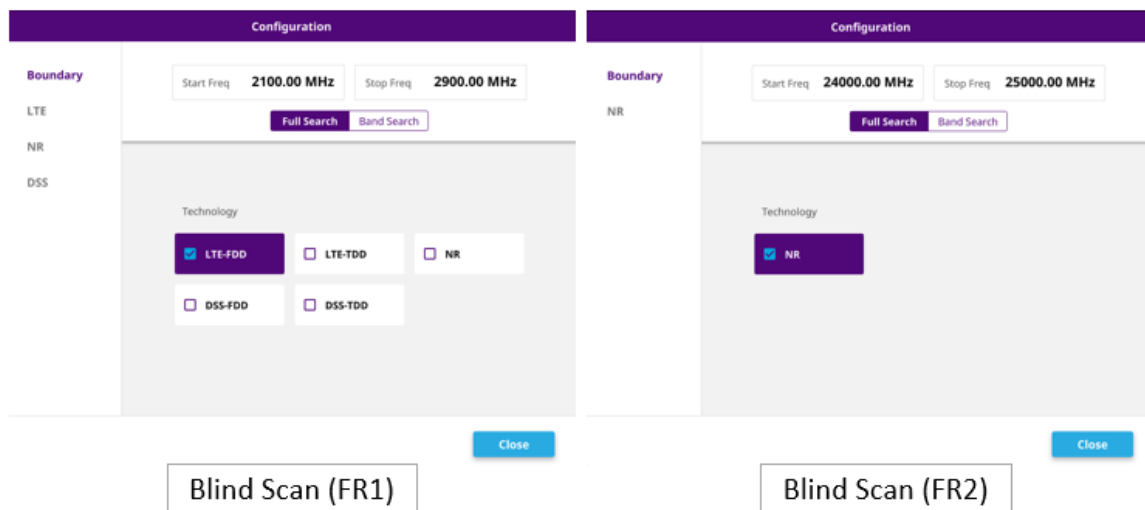 Configuration
Boundary
LTE
NR
DSS
Start Freq 2100.00 MHz Stop Freq 2900.00 MHz
Full Search Band Search
Technology
LTE-FDD LTE-TDD NR
DSS-FDD DSS-TDD
Close
Blind Scan (FR1)
Configuration
Boundary
NR
Start Freq 24000.00 MHz Stop Freq 25000.00 MHz
Full Search Band Search
Technology
NR
Close
Blind Scan (FR2)